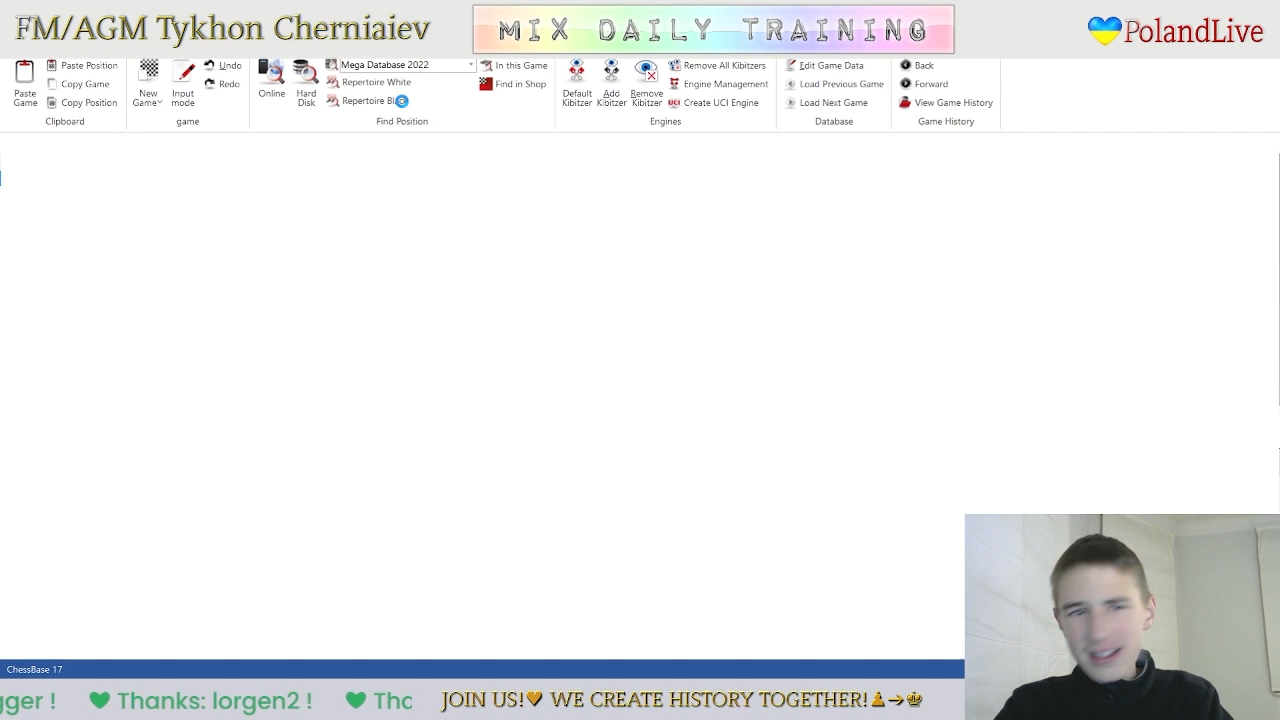 FM/AGM Tykhon Cherniaiev
MIX DAILY TRAINING
PolandLive
Paste Game
Paste Position
Copy Game
Copy Position
Clipboard
New Game
Input mode
Undo
Redo
game
Online
Hard Disk
Mega Database 2022
Repertoire White
Repertoire
In this Game
Find in Shop
Find Position
Default Kibitzer
Add Kibitzer
Remove Kibitzer
Remove All Kibitzers
Engine Management
UCI Create UCI Engine
Engines
Edit Game Data
Load Previous Game
Load Next Game
Database
Back
Forward
View Game History
Game History
ChessBase 17
gger ! Thanks: lorgen2 !
JOIN US! WE CREATE HISTORY TOGETHER!